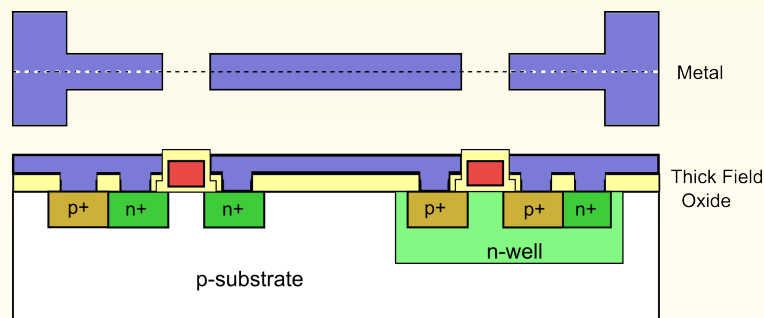 Metal
Thick Field
Oxide
p+ n+ n+ p+ p+ n+
n-well
p-substrate